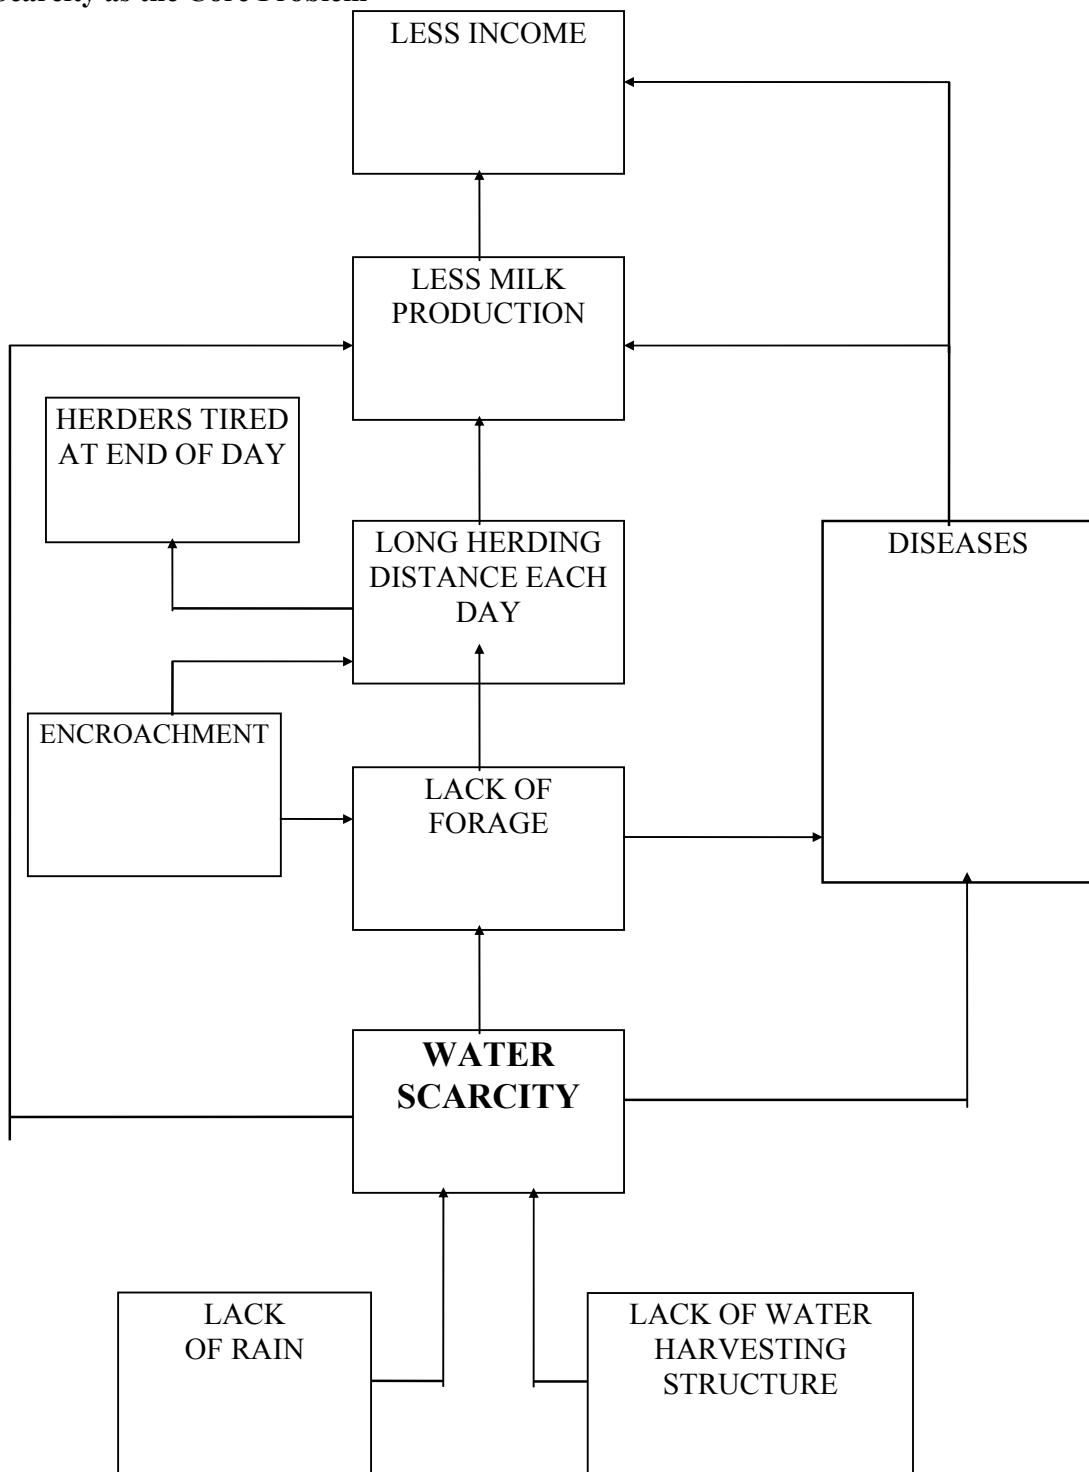 as the Core Problem
LESS INCOME
LESS MILK
PRODUCTION
HERDERS TIRED
AT END OF DAY
LONG HERDING
DISTANCE EACH
DAY
DISEASES
ENCROACHMENT
LACK OF
FORAGE
WATER
SCARCITY
LACK
OF RAIN
LACK OF WATER
HARVESTING
STRUCTURE